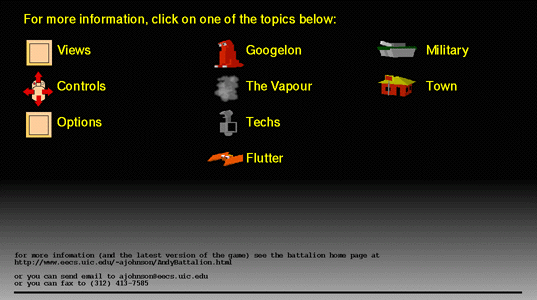 For more information, click on one of the topics below:
Views
Googelon
Military
Controls
The Vapour
Town
Options
Techs
Flutter
for more infomation (and the latest version of the game) see the battalion home page at
http://www.eecs.uic.edu/~ajohnson/AndyBattalion.html
or you can send email to ajohnson@eecs.uic.edu
or you can fax to (312) 413-7585